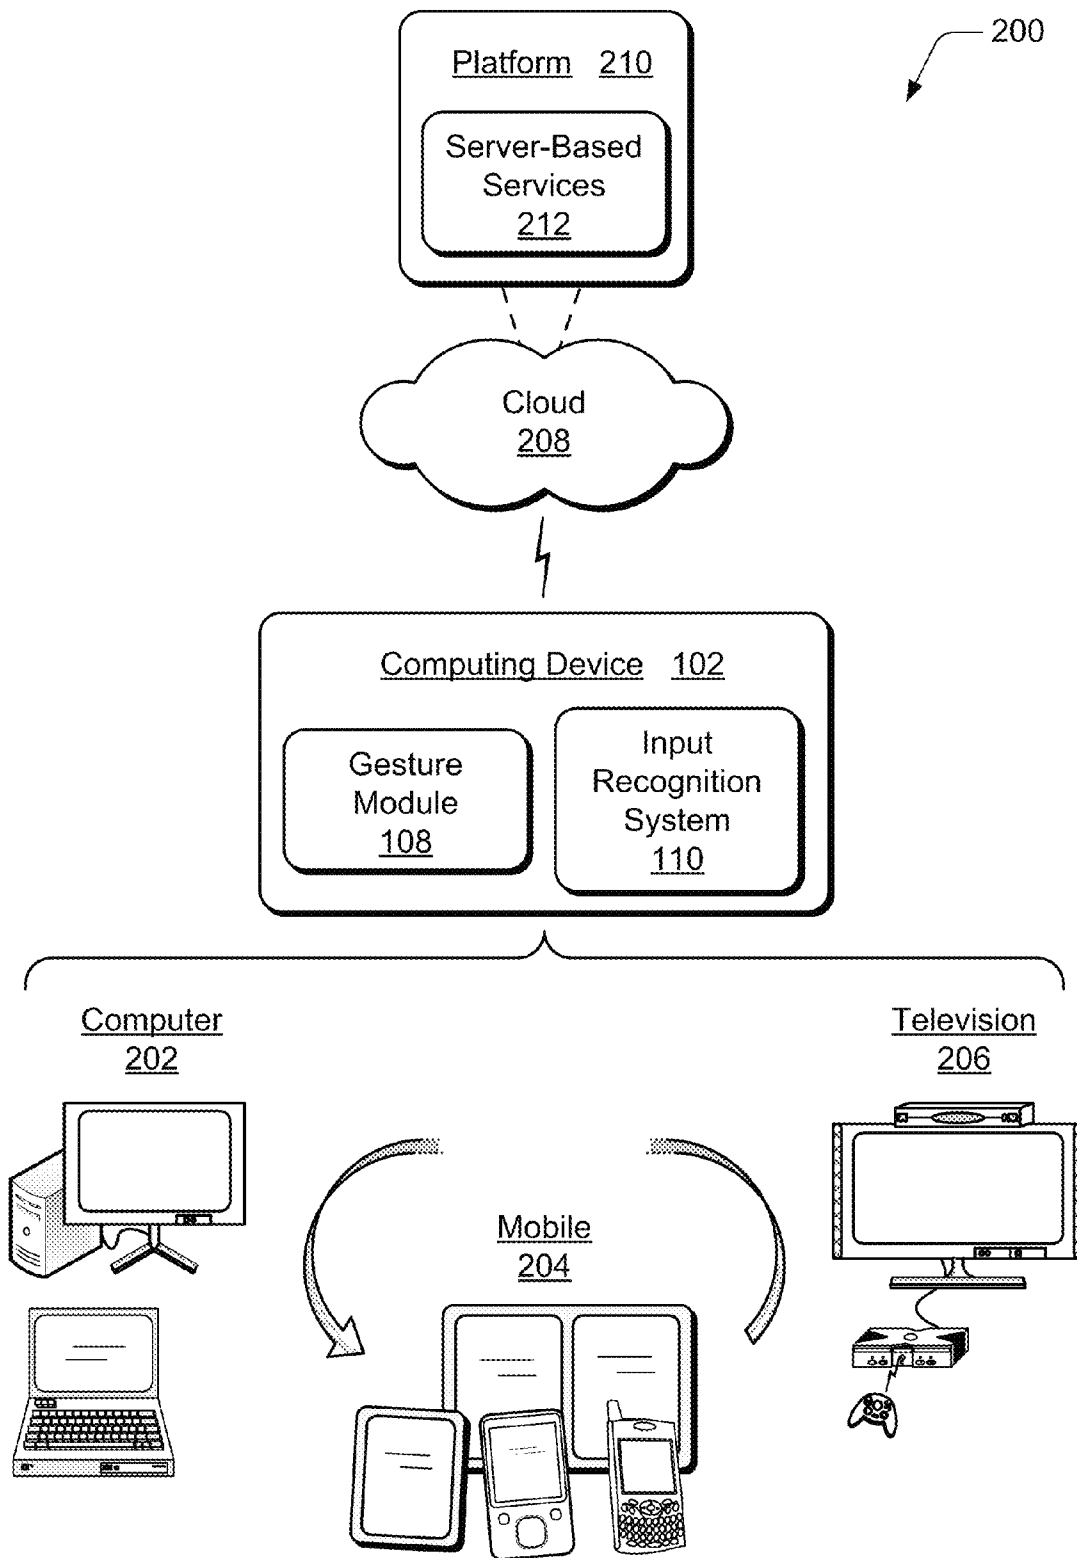 200
Platform 210
Server-Based
Services
212
Cloud
208
Computing Device 102
Gesture
Module
108
Input
Recognition
System
110
Computer
202
Television
206
Mobile
204